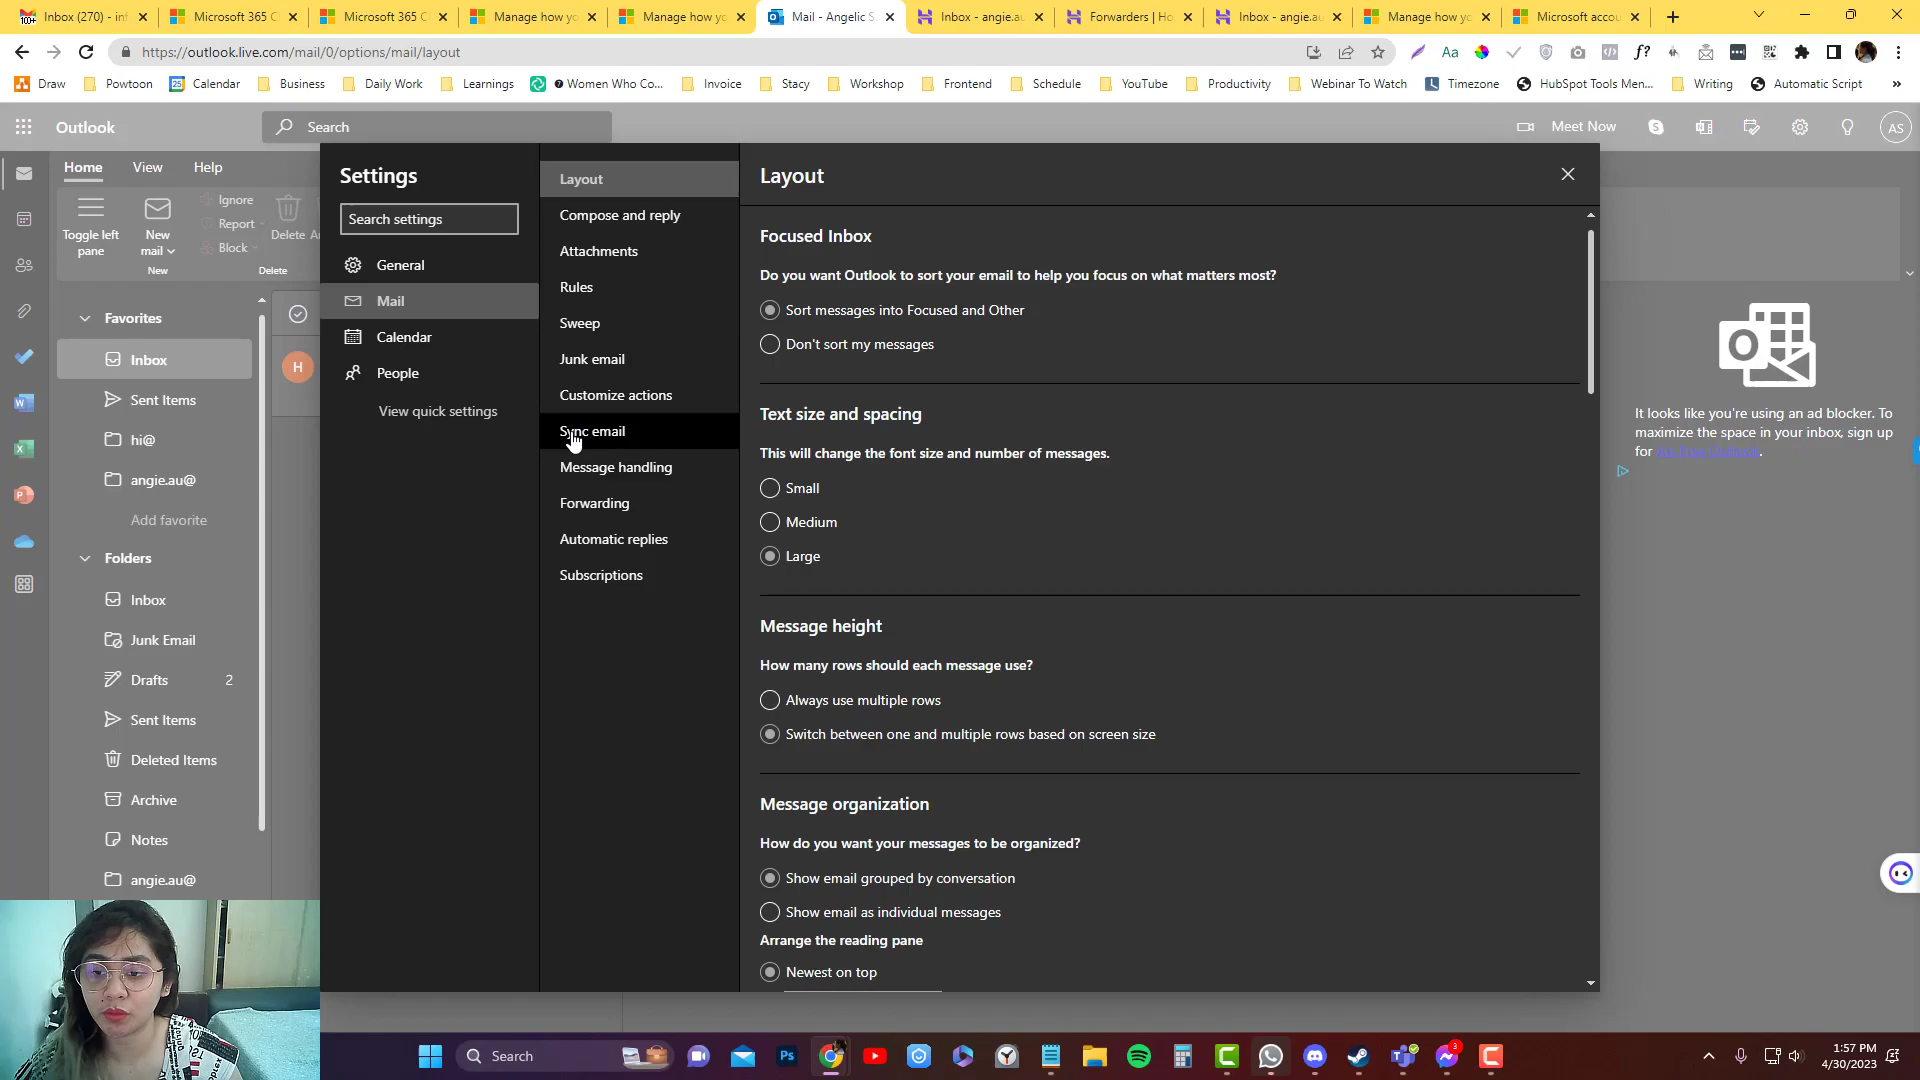 Inbox (270) - inf
Microsoft 365 C
Microsoft 365 C
Manage how yo
Manage how yo
Mail - Angelic S
Inbox - angie.au
Forwarders | Ho
Inbox - angie.au
Manage how yo
Microsoft accou
https://outlook.live.com/mail/0/options/mail/layout
Draw
Powtoon
Calendar
Business
Daily Work
Learnings
Women Who Co...
Invoice
Stacy
Workshop
Frontend
Schedule
YouTube
Productivity
Webinar To Watch
Timezone
HubSpot Tools Men...
Writing
Automatic Script
Outlook
Search
Meet Now
AS
Home
View
Help
Toggle left pane
New mail
New
Ignore
Report
Block
Delete
Delete
Favorites
Inbox
Sent Items
hi@
angie.au@
Add favorite
Folders
Inbox
Junk Email
Drafts 2
Sent Items
Deleted Items
Archive
Notes
angie.au@
H
Settings
Search settings
General
Mail
Calendar
People
View quick settings
Layout
Compose and reply
Attachments
Rules
Sweep
Junk email
Customize actions
Sync email
Message handling
Forwarding
Automatic replies
Subscriptions
Layout
Focused Inbox
Do you want Outlook to sort your email to help you focus on what matters most?
Sort messages into Focused and Other
Don't sort my messages
Text size and spacing
This will change the font size and number of messages.
Small
Medium
Large
Message height
How many rows should each message use?
Always use multiple rows
Switch between one and multiple rows based on screen size
Message organization
How do you want your messages to be organized?
Show email grouped by conversation
Show email as individual messages
Arrange the reading pane
Newest on top
It looks like you're using an ad blocker. To
maximize the space in your inbox, sign up
for Ad-Free Outlook.
Search
1:57 PM
4/30/2023